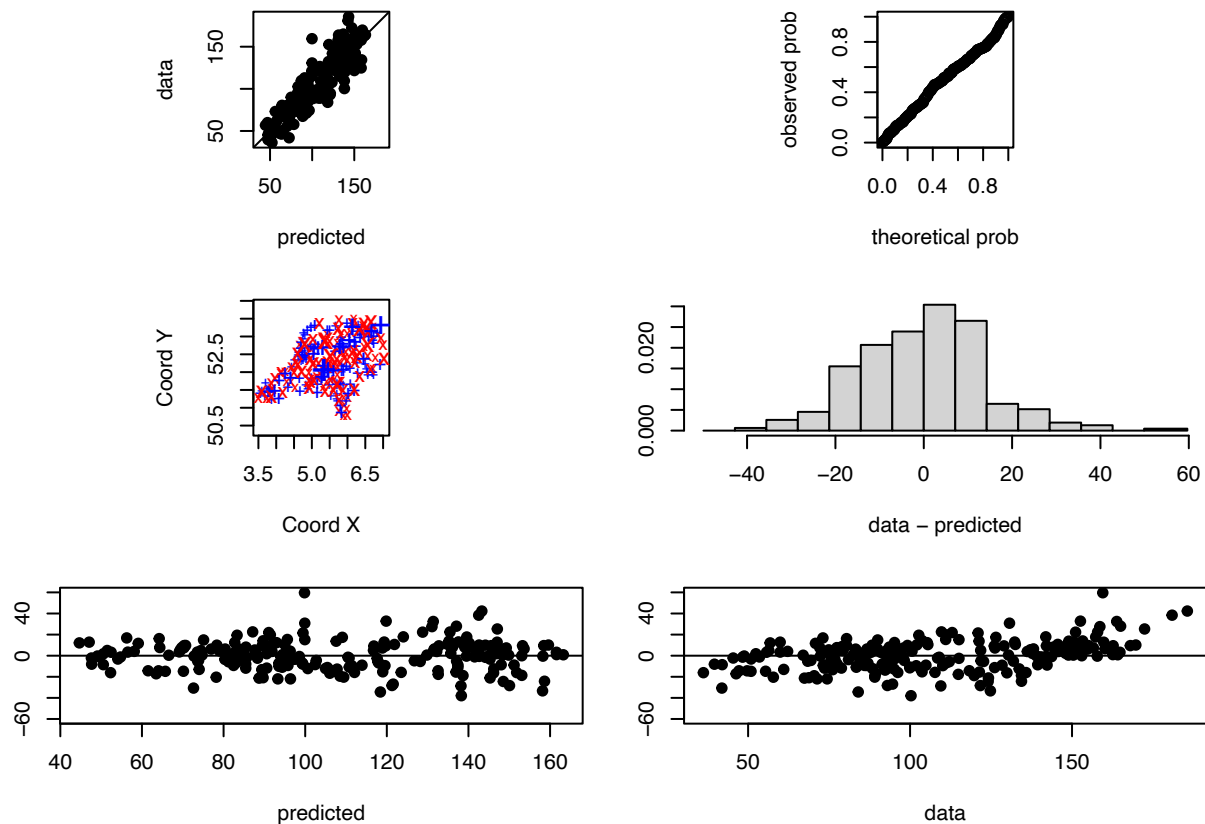 data
50
150
50 150
predicted
observed prob
0.0 0.4 0.8
0.0 0.4 0.8
theoretical prob
Coord Y
50.5 52.5
3.5 5.0 6.5
Coord X
0.000 0.020
−40 −20 0 20 40 60
data − predicted
−60 0 40
40 60 80 100 120 140 160
predicted
−60 0 40
50 100 150
data